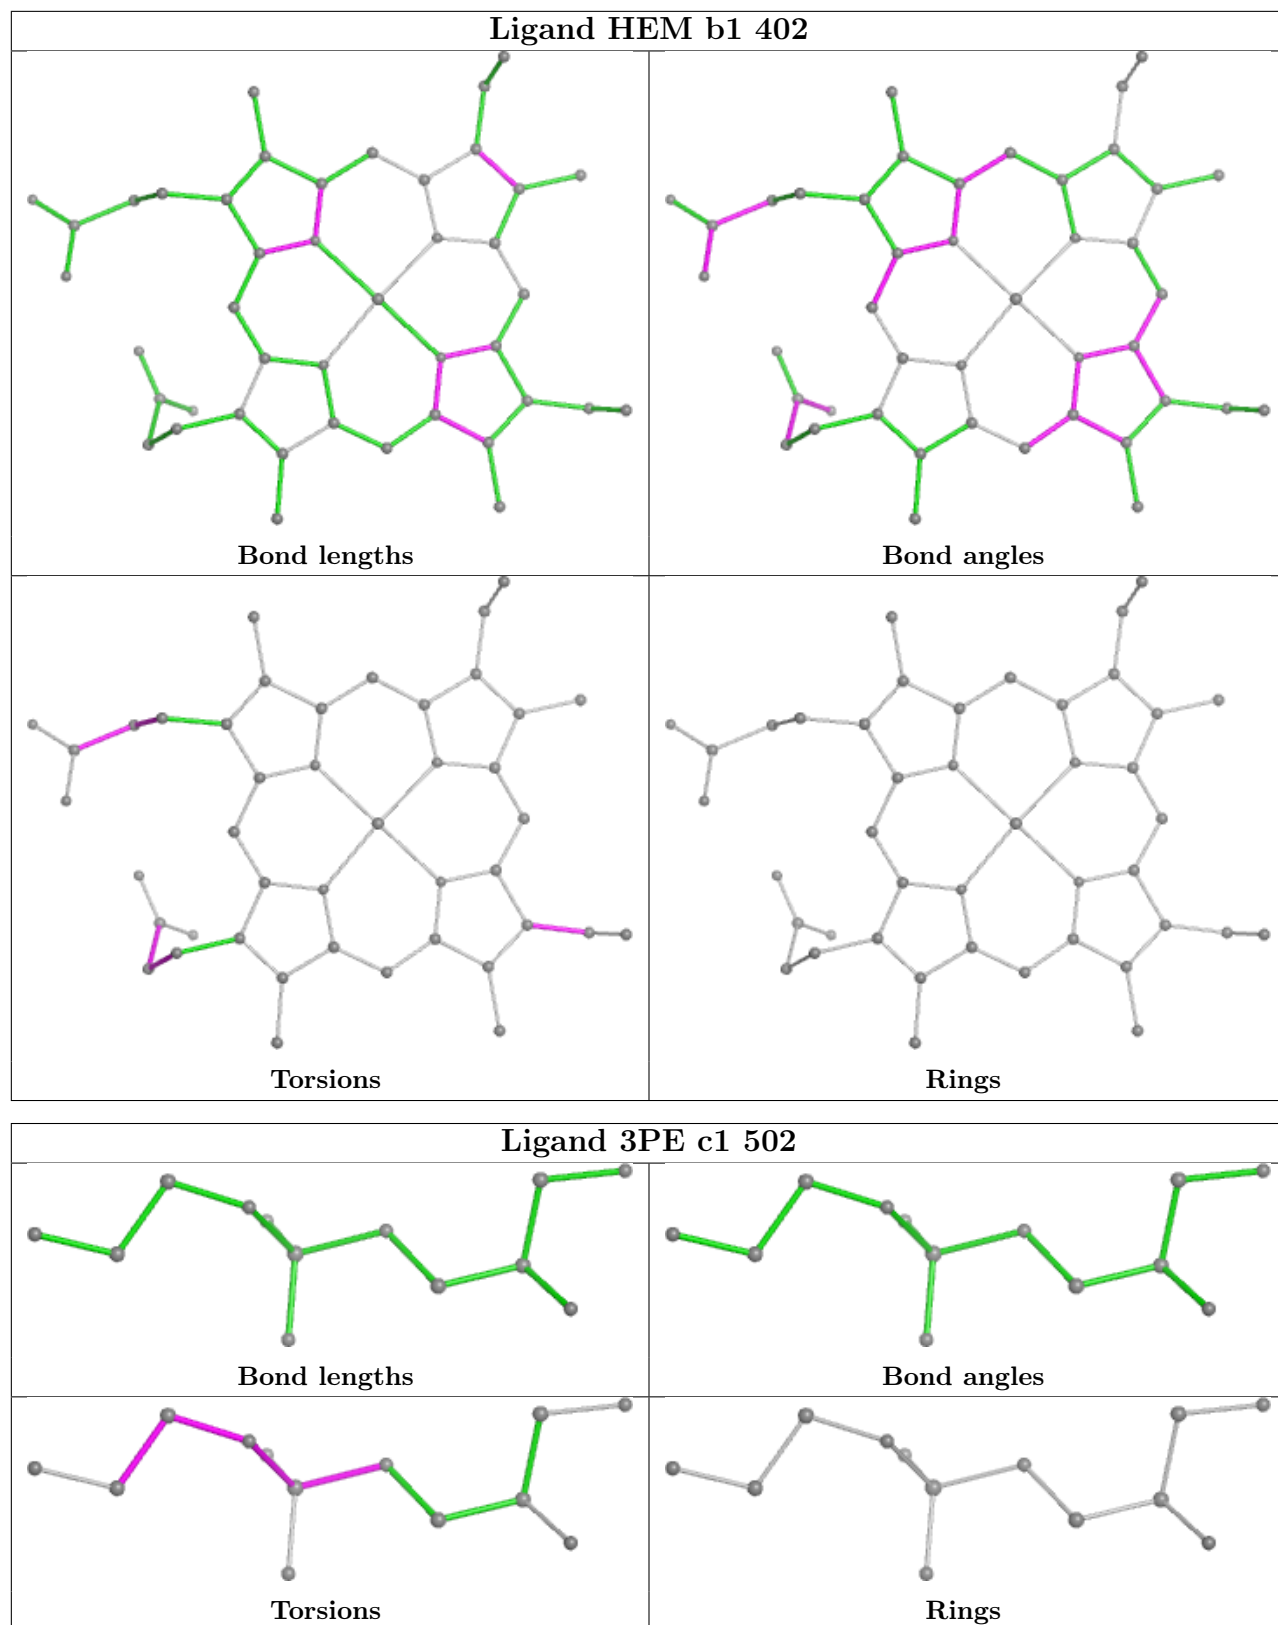 Ligand HEM b1 402
Bond lengths
Bond angles
Torsions
Rings
Ligand 3PE c1 502
Bond lengths
Bond angles
Torsions
Rings